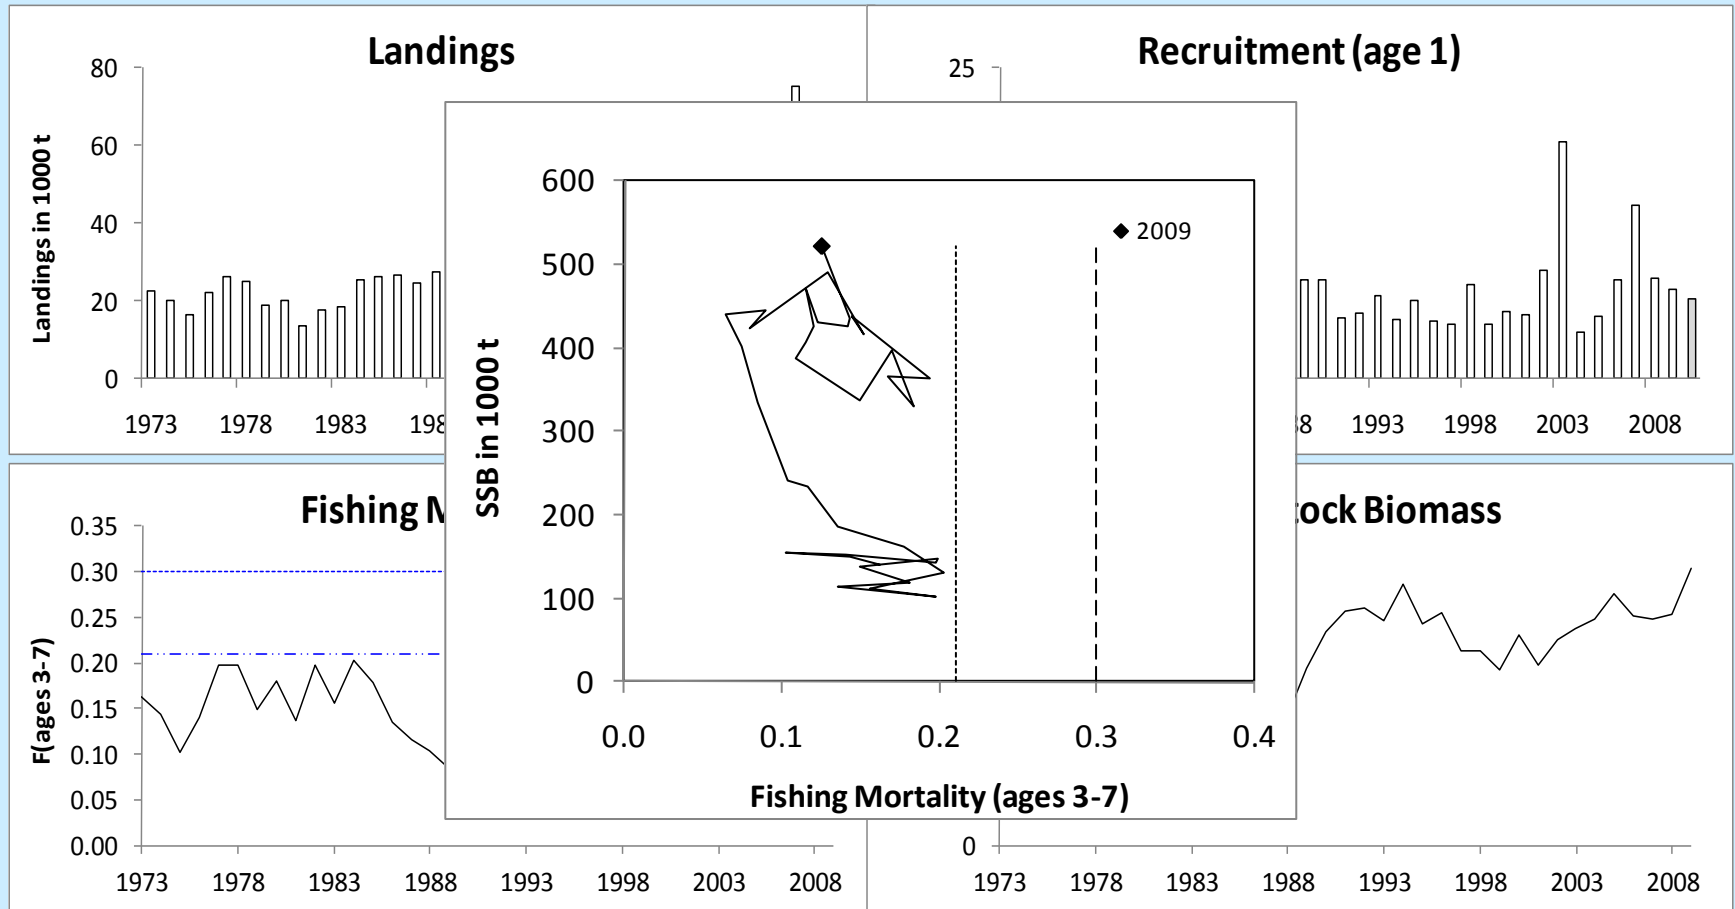 Landings
80
60
40
20
0
Landings in 1000 t
1973 1978 1983 198
Recruitment (age 1)
25
88 1993 1998 2003 2008
600
500
400
300
200
100
0
SSB in 1000 t
2009
0.0 0.1 0.2 0.3 0.4
Fishing Mortality (ages 3-7)
Fishing M
0.35
0.30
0.25
0.20
0.15
0.10
0.05
0.00
F(ages 3-7)
1973 1978 1983 1988 1993 1998 2003 2008
tock Biomass
0
1973 1978 1983 1988 1993 1998 2003 2008